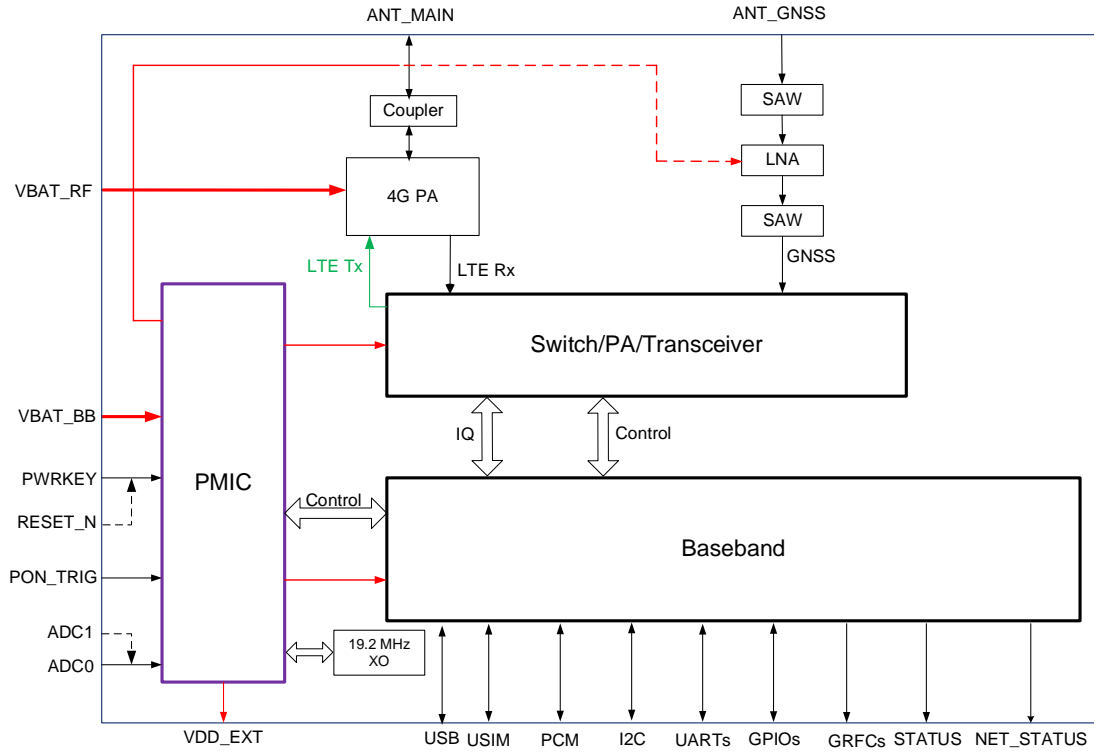 ANT_MAIN
ANT_GNSS
Coupler
SAW
LNA
VBAT_RF
4G PA
SAW
GNSS
LTE Tx
LTE Rx
Switch/PA/Transceiver
VBAT_BB
IQ
Control
PWRKEY
PMIC
Control
RESET_N
Baseband
PON_TRIG
ADC1
19.2 MHz
XO
ADC0
VDD_EXT
USB
USIM
PCM
I2C
UARTs
GPIOs
GRFCs
STATUS
NET_STATUS